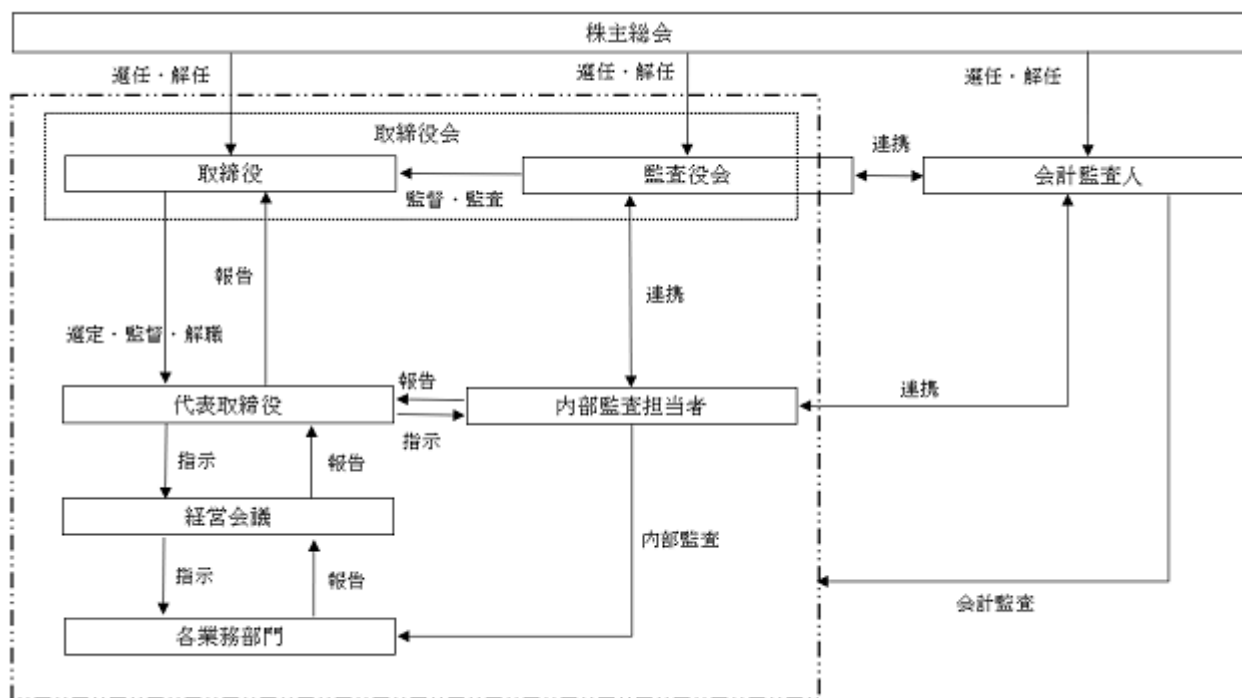 株主総会
選任・解任
選任・解任
選任・解任
取締役会
取締役
監査役会
連携
会計監査人
監督・監査
報告
連携
選定・監督・解職
代表取締役
報告
指示
内部監査担当者
連携
指示
報告
経営会議
内部監査
指示
報告
会計監査
各業務部門